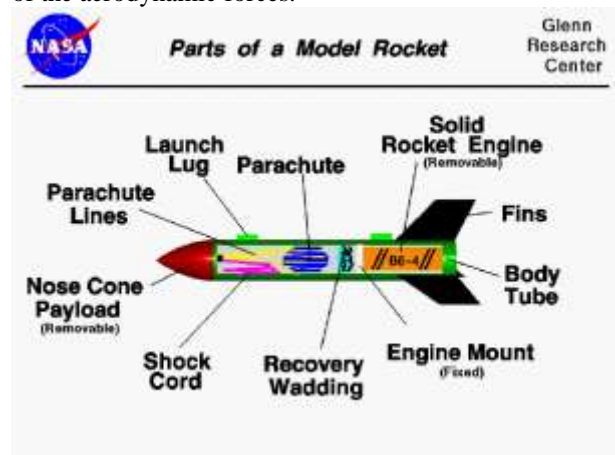 of the aerodynamic forces.
NASA
Parts of a Model Rocket
Glenn
Research
Center
Solid
Rocket Engine
(Removable)
Launch
Lug
Parachute
Parachute
Lines
Fins
//B6-4//
Nose Cone
Payload
(Removable)
Body
Tube
Shock
Cord
Recovery
Wadding
Engine Mount
(Fixed)